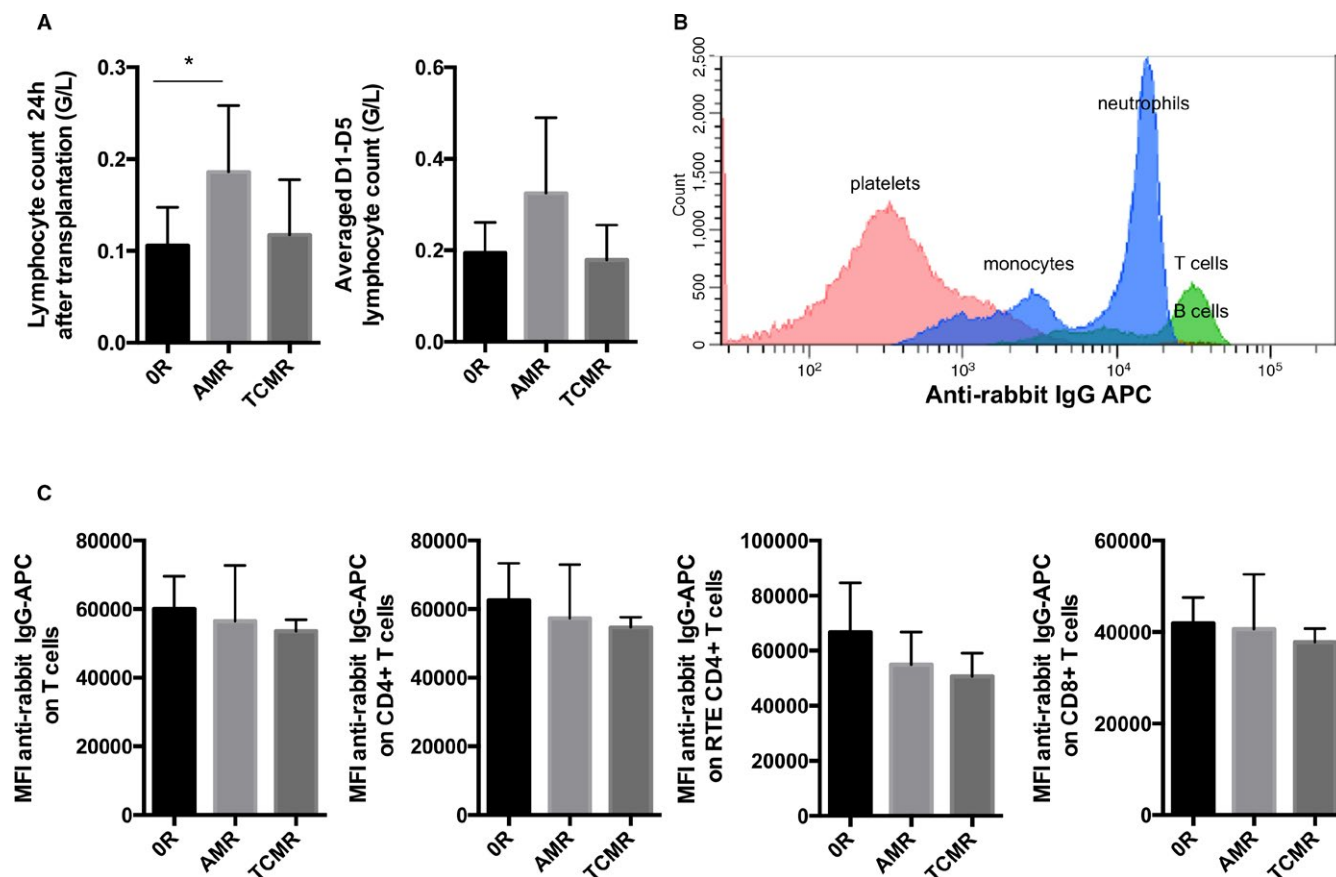 A
Lymphocyte count 24h
after transplantation (G/L)
0.3
0.2
0.1
0.0
*
0R
AMR
TCMR
Averaged D1-D5
lymphocyte count (G/L)
0.6
0.4
0.2
0.0
0R
AMR
TCMR
B
Count
2,500
2,000
1,500
1,000
500
0
platelets
monocytes
neutrophils
T cells
B cells
10²
10³
10⁴
10⁵
Anti-rabbit IgG APC
C
MFI anti-rabbit IgG-APC
on T cells
80000
60000
40000
20000
0
0R
AMR
TCMR
MFI anti-rabbit IgG-APC
on CD4+ T cells
80000
60000
40000
20000
0
0R
AMR
TCMR
MFI anti-rabbit IgG-APC
on RTE CD4+ T cells
100000
80000
60000
40000
20000
0
0R
AMR
TCMR
MFI anti-rabbit IgG-APC
on CD8+ T cells
60000
40000
20000
0
0R
AMR
TCMR